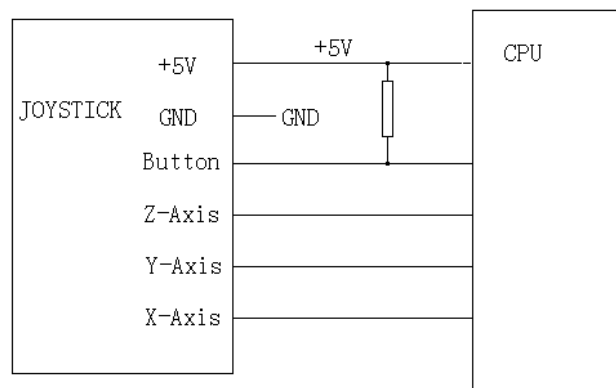 +5V
CPU
+5V
JOYSTICK
GND
GND
Button
Z-Axis
Y-Axis
X-Axis